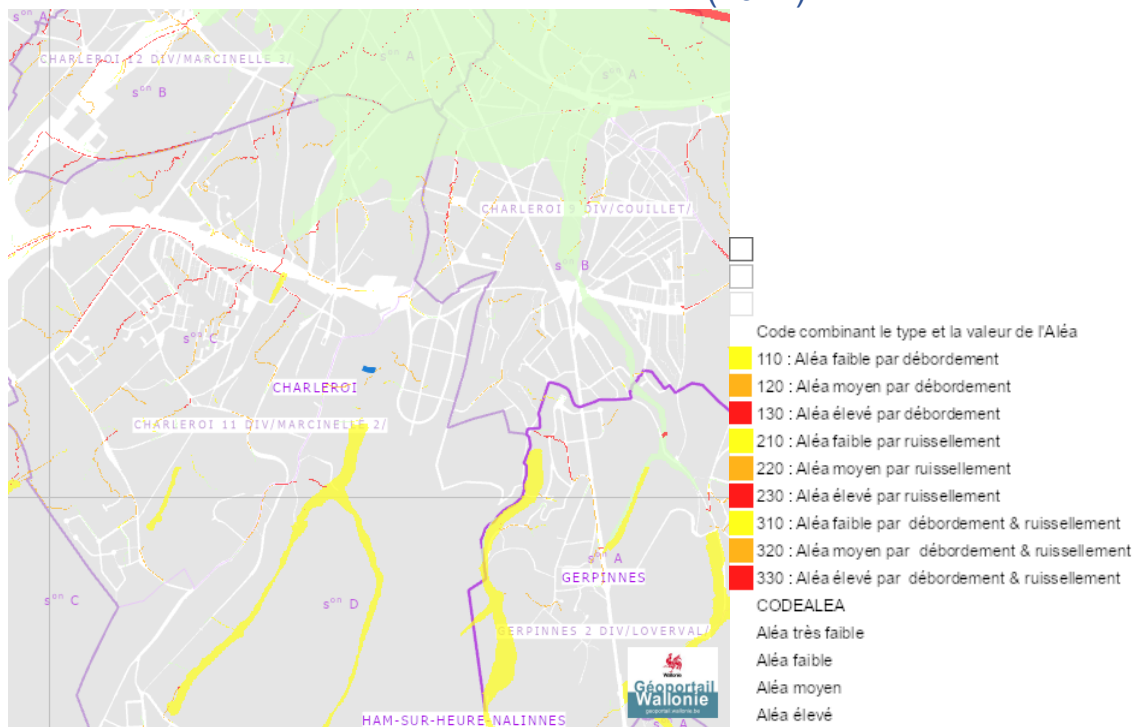 sᵒⁿ A
CHARLEROI 12 DIV/MARCINELLE 3/
sᵒⁿ A
sᵒⁿ A
sᵒⁿ B
CHARLEROI 9 DIV/COUILLET/
sᵒⁿ B
sᵒⁿ C
CHARLEROI
CHARLEROI 11 DIV/MARCINELLE 2/
sᵒⁿ A
GERPINNES
sᵒⁿ C
sᵒⁿ D
GERPINNES 2 DIV/LOVERVAL/
Wallonie
Géoportail
Wallonie
geoportail.wallonie.be
HAM-SUR-HEURE-NALINNES
sᵒⁿ A
Code combinant le type et la valeur de l'Aléa
110 : Aléa faible par débordement
120 : Aléa moyen par débordement
130 : Aléa élevé par débordement
210 : Aléa faible par ruissellement
220 : Aléa moyen par ruissellement
230 : Aléa élevé par ruissellement
310 : Aléa faible par débordement & ruissellement
320 : Aléa moyen par débordement & ruissellement
330 : Aléa élevé par débordement & ruissellement
CODEALEA
Aléa très faible
Aléa faible
Aléa moyen
Aléa élevé